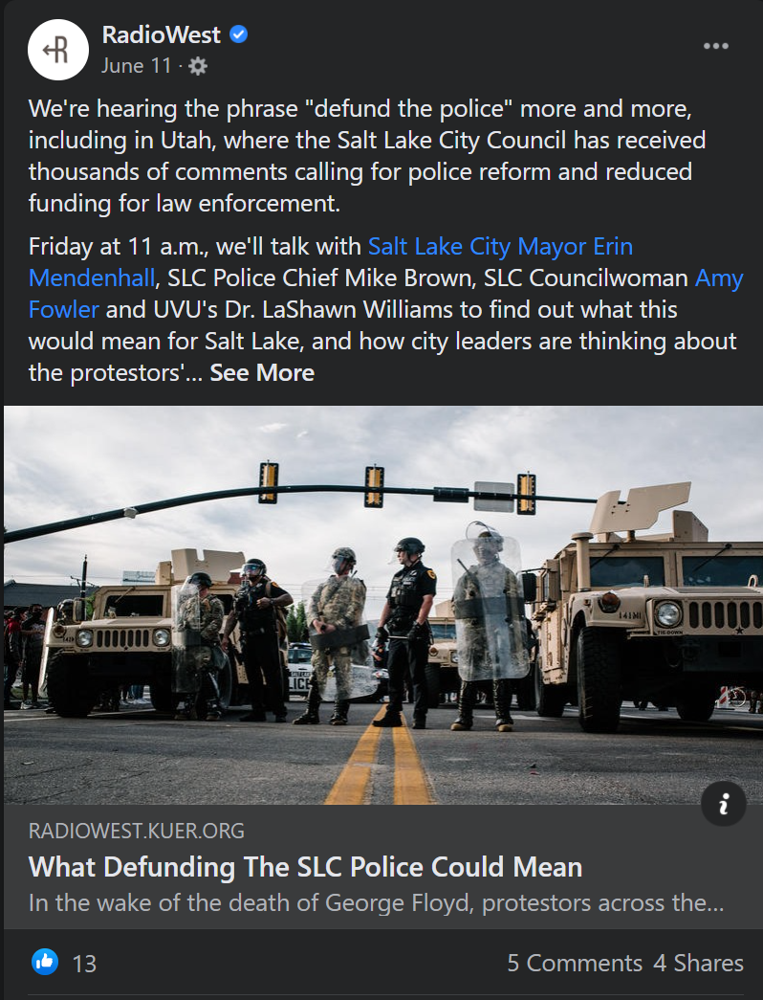 RadioWest
June 11 ·
We're hearing the phrase "defund the police" more and more,
including in Utah, where the Salt Lake City Council has received
thousands of comments calling for police reform and reduced
funding for law enforcement.
Friday at 11 a.m., we'll talk with Salt Lake City Mayor Erin
Mendenhall, SLC Police Chief Mike Brown, SLC Councilwoman Amy
Fowler and UVU's Dr. LaShawn Williams to find out what this
would mean for Salt Lake, and how city leaders are thinking about
the protestors'... See More
141MI
TIE-DOWN
RADIOWEST.KUER.ORG
What Defunding The SLC Police Could Mean
In the wake of the death of George Floyd, protestors across the...
13
5 Comments 4 Shares